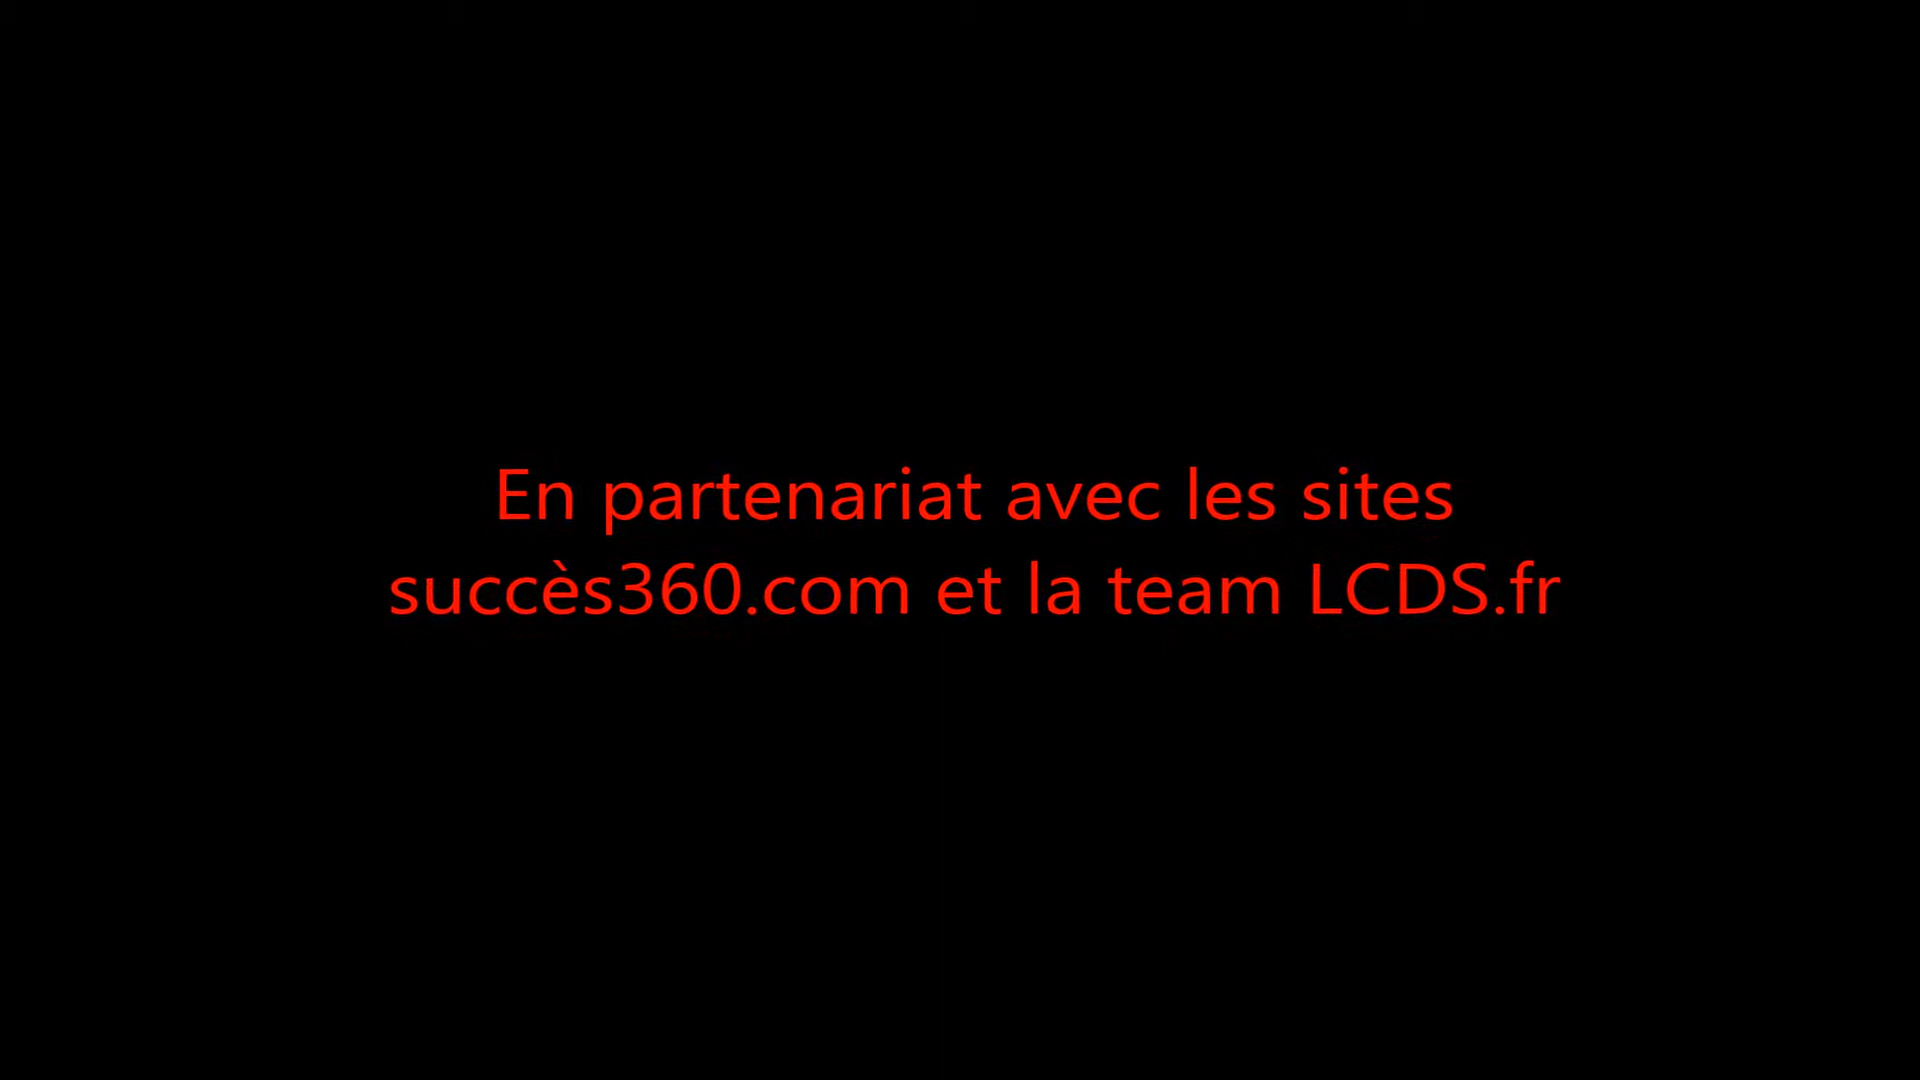 En partenariat avec les sites
succès360.com et la team LCDS.fr